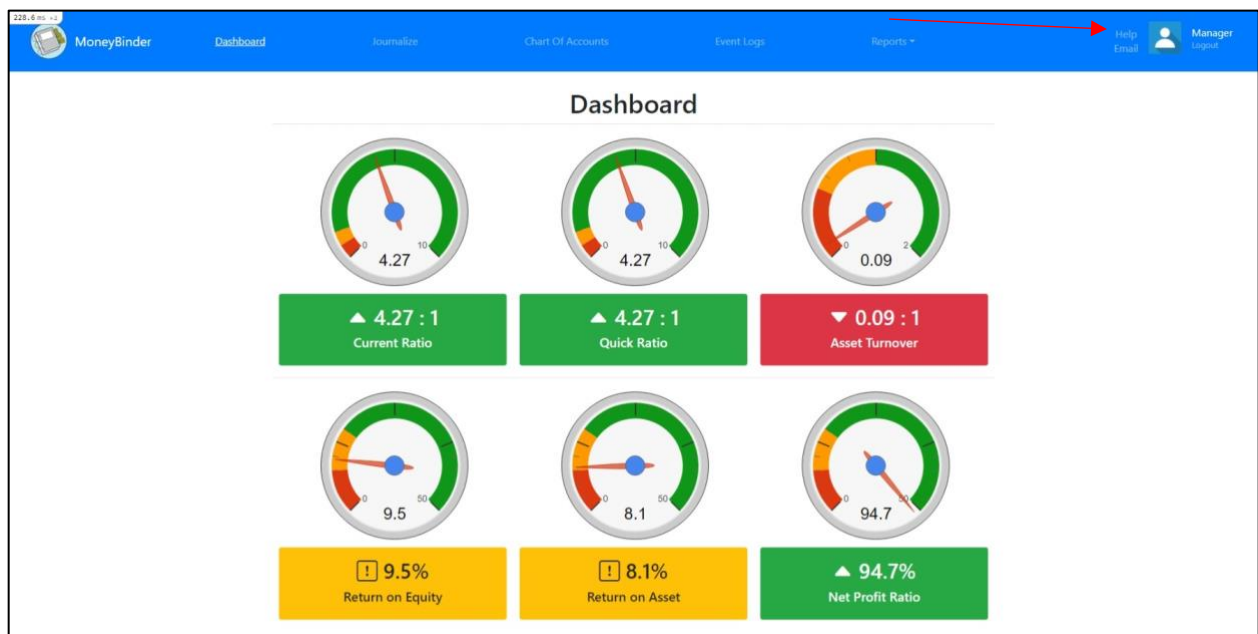 228.6 ms x2
MoneyBinder
Dashboard
Journalize
Chart Of Accounts
Event Logs
Reports
Help
Email
Manager
Logout
Dashboard
0 10
4.27
0 10
4.27
0 2
0.09
4.27 : 1
Current Ratio
4.27 : 1
Quick Ratio
0.09 : 1
Asset Turnover
0 50
9.5
0 50
8.1
0 50
94.7
! 9.5%
Return on Equity
! 8.1%
Return on Asset
94.7%
Net Profit Ratio